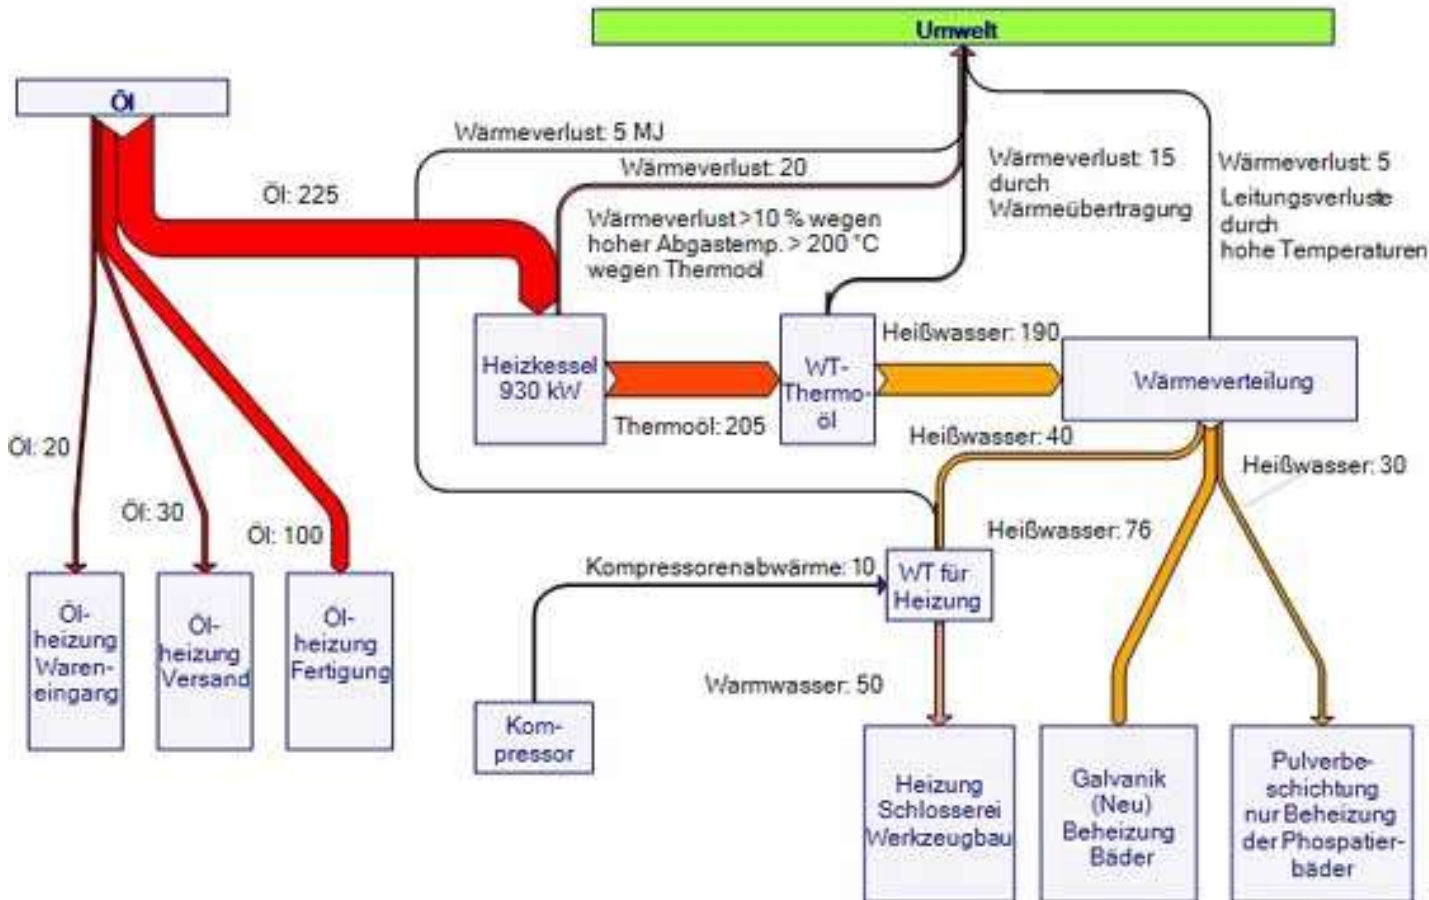 Umwelt
Öl
Wärmeverlust: 5 MJ
Wärmeverlust: 20
Wärmeverlust: 15
durch
Wärmeübertragung
Wärmeverlust: 5
Leitungsverluste
durch
hohe Temperaturen
Öl: 225
Wärmeverlust >10 % wegen
hoher Abgastemp. > 200 °C
wegen Thermoöl
Heizkessel
930 kW
Thermoöl: 205
WT-
Thermo-
öl
Heißwasser: 190
Wärmeverteilung
Öl: 20
Öl: 30
Öl: 100
Heißwasser: 40
Heißwasser: 30
Heißwasser: 76
Kompressorenabwärme: 10
WT für
Heizung
Öl-
heizung
Waren-
eingang
Öl-
heizung
Versand
Öl-
heizung
Fertigung
Warmwasser: 50
Kom-
pressor
Heizung
Schlosserei
Werkzeugbau
Galvanik
(Neu)
Beheizung
Bäder
Pulverbe-
schichtung
nur Beheizung
der Phospatier-
bäder